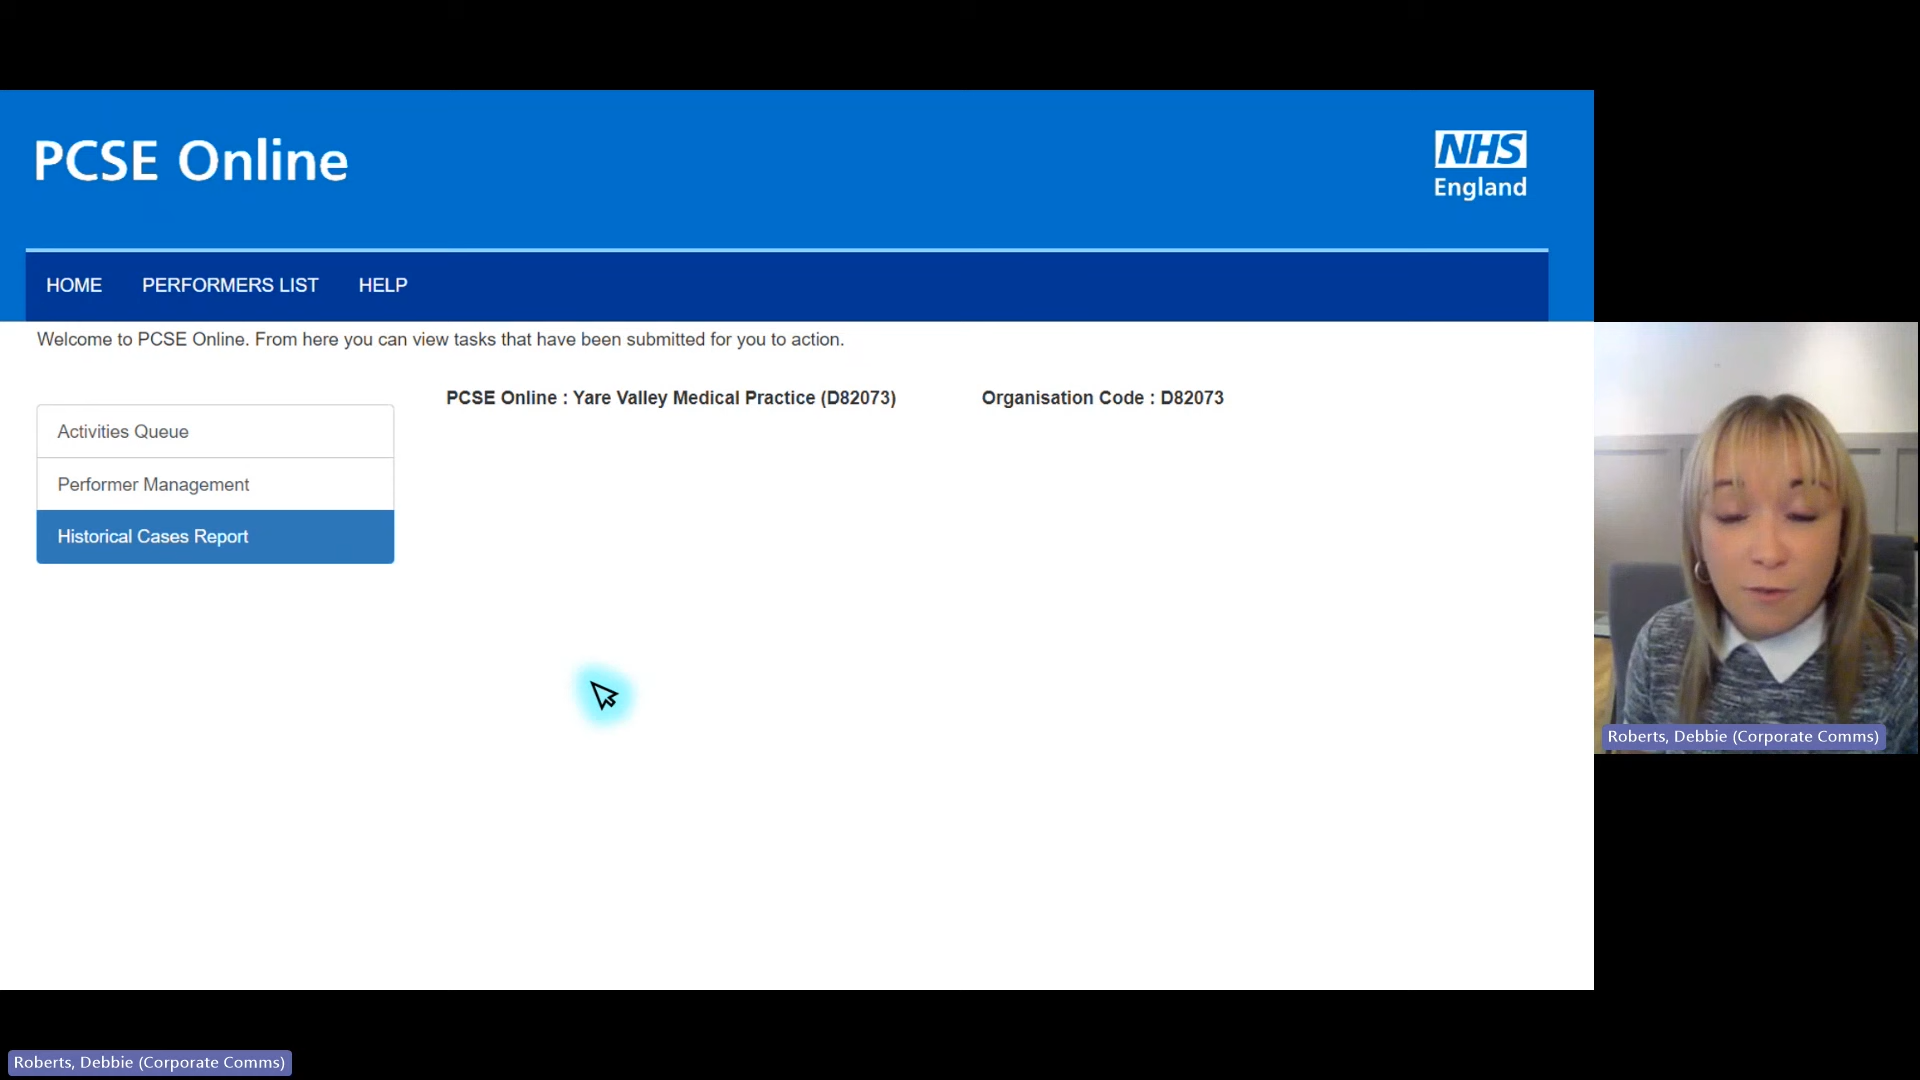 PCSE Online
NHS
England
HOME PERFORMERS LIST HELP
Welcome to PCSE Online. From here you can view tasks that have been submitted for you to action.
PCSE Online : Yare Valley Medical Practice (D82073) Organisation Code : D82073
Activities Queue
Performer Management
Historical Cases Report
Roberts, Debbie (Corporate Comms)
Roberts, Debbie (Corporate Comms)